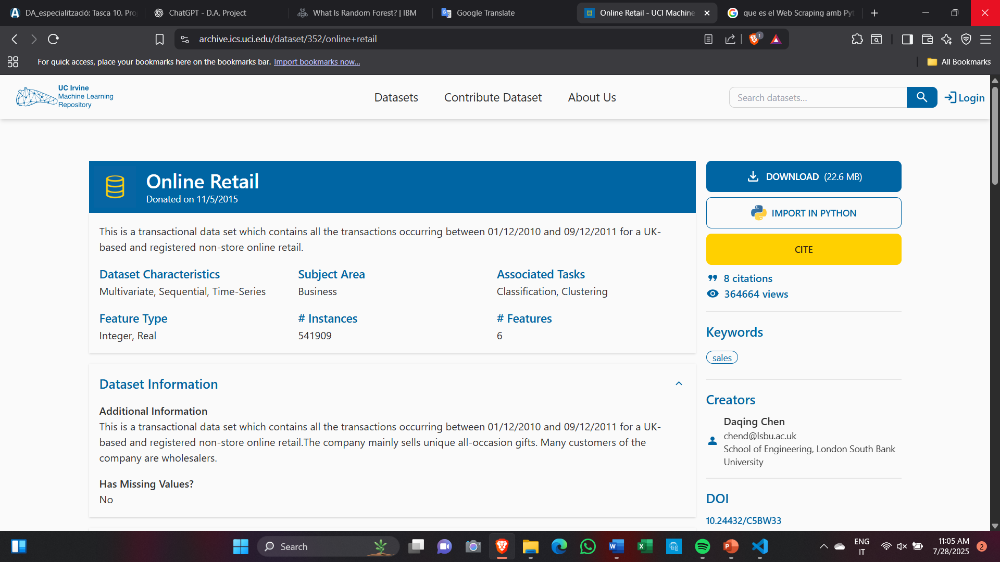 DA_especialització: Tasca 10. Pro
ChatGPT - D.A. Project
What Is Random Forest? | IBM
Google Translate
Online Retail - UCI Machine
que es el Web Scraping amb Pyt
archive.ics.uci.edu/dataset/352/online+retail
1
For quick access, place your bookmarks here on the bookmarks bar. Import bookmarks now...
All Bookmarks
UC Irvine
Machine Learning
Repository
Datasets
Contribute Dataset
About Us
Search datasets...
Login
Online Retail
Donated on 11/5/2015
This is a transactional data set which contains all the transactions occurring between 01/12/2010 and 09/12/2011 for a UK-
based and registered non-store online retail.
Dataset Characteristics
Multivariate, Sequential, Time-Series
Subject Area
Business
Associated Tasks
Classification, Clustering
Feature Type
Integer, Real
# Instances
541909
# Features
6
Dataset Information
Additional Information
This is a transactional data set which contains all the transactions occurring between 01/12/2010 and 09/12/2011 for a UK-
based and registered non-store online retail.The company mainly sells unique all-occasion gifts. Many customers of the
company are wholesalers.
Has Missing Values?
No
DOWNLOAD (22.6 MB)
IMPORT IN PYTHON
CITE
8 citations
364664 views
Keywords
sales
Creators
Daqing Chen
chend@lsbu.ac.uk
School of Engineering, London South Bank
University
DOI
10.24432/C5BW33
Search
ENG
IT
11:05 AM
7/28/2025
2